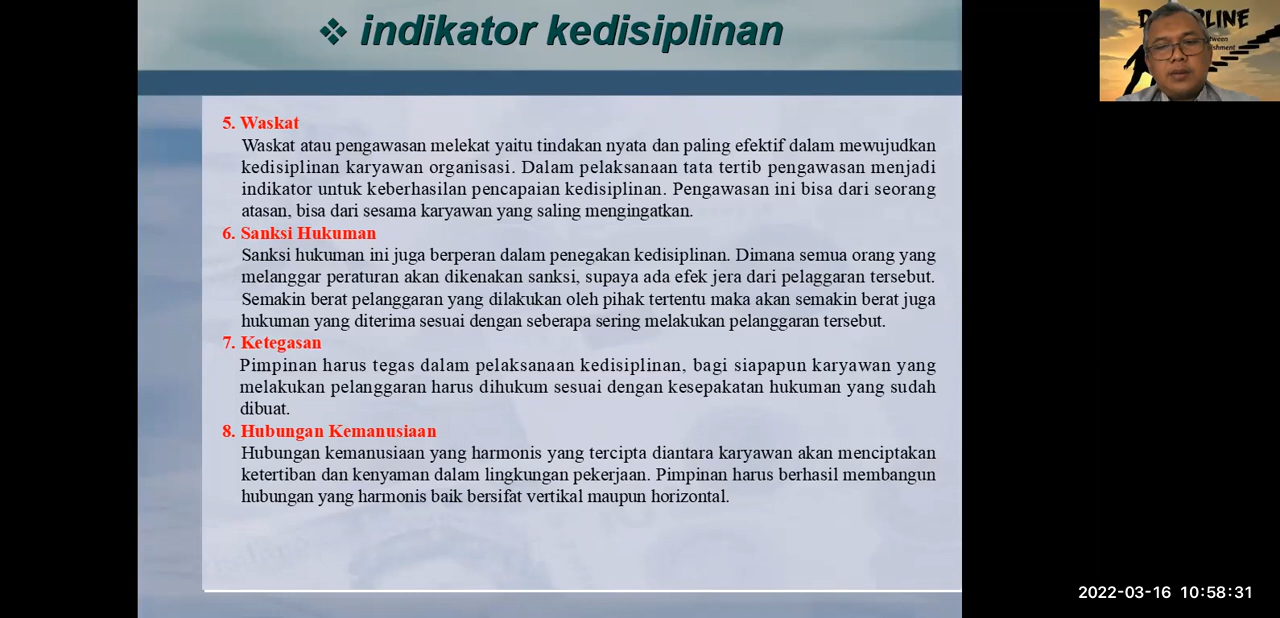 ❖ indikator kedisiplinan
5. Waskat
Waskat atau pengawasan melekat yaitu tindakan nyata dan paling efektif dalam mewujudkan
kedisiplinan karyawan organisasi. Dalam pelaksanaan tata tertib pengawasan menjadi
indikator untuk keberhasilan pencapaian kedisiplinan. Pengawasan ini bisa dari seorang
atasan, bisa dari sesama karyawan yang saling mengingatkan.
6. Sanksi Hukuman
Sanksi hukuman ini juga berperan dalam penegakan kedisiplinan. Dimana semua orang yang
melanggar peraturan akan dikenakan sanksi, supaya ada efek jera dari pelaggaran tersebut.
Semakin berat pelanggaran yang dilakukan oleh pihak tertentu maka akan semakin berat juga
hukuman yang diterima sesuai dengan seberapa sering melakukan pelanggaran tersebut.
7. Ketegasan
Pimpinan harus tegas dalam pelaksanaan kedisiplinan, bagi siapapun karyawan yang
melakukan pelanggaran harus dihukum sesuai dengan kesepakatan hukuman yang sudah
dibuat.
8. Hubungan Kemanusiaan
Hubungan kemanusiaan yang harmonis yang tercipta diantara karyawan akan menciptakan
ketertiban dan kenyaman dalam lingkungan pekerjaan. Pimpinan harus berhasil membangun
hubungan yang harmonis baik bersifat vertikal maupun horizontal.
2022-03-16 10:58:31